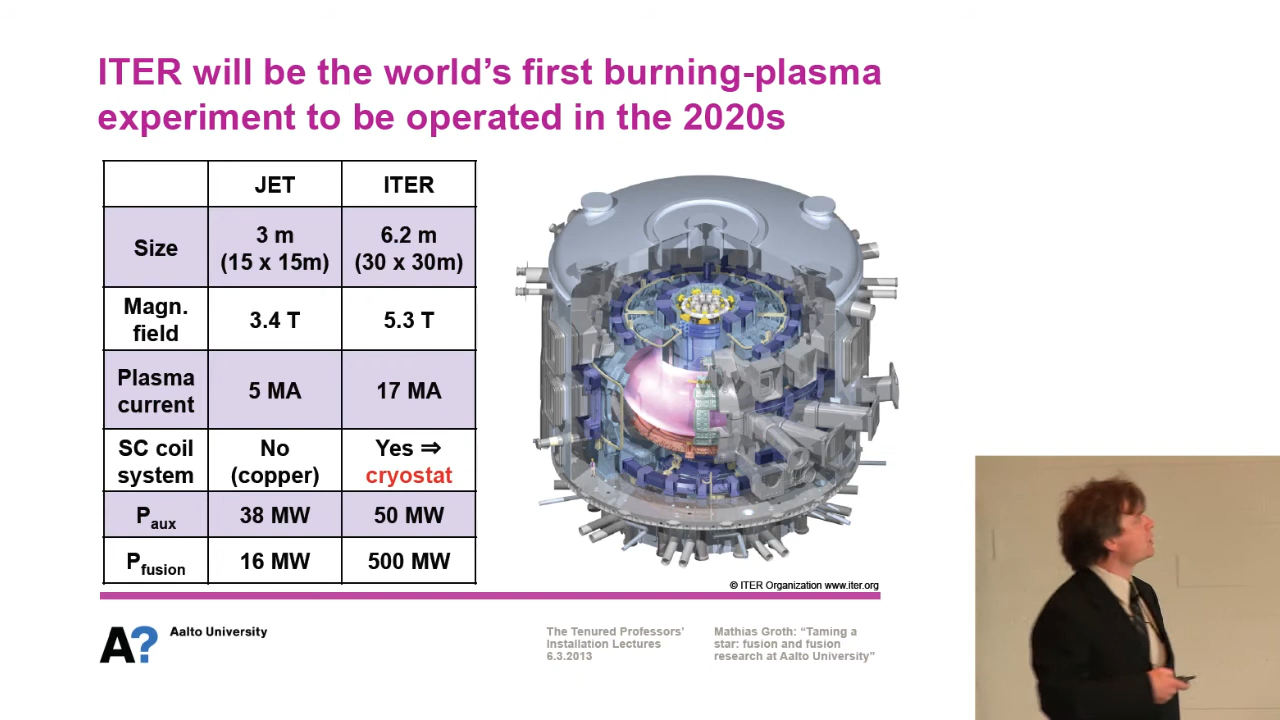 ITER will be the world's first burning-plasma
experiment to be operated in the 2020s
JET ITER
Size 3 m (15 x 15m) 6.2 m (30 x 30m)
Magn. field 3.4 T 5.3 T
Plasma current 5 MA 17 MA
SC coil system No (copper) Yes ⇒ cryostat
Paux 38 MW 50 MW
Pfusion 16 MW 500 MW
© ITER Organization www.iter.org
A? Aalto University
The Tenured Professors'
Installation Lectures
6.3.2013
Mathias Groth: “Taming a
star: fusion and fusion
research at Aalto University”